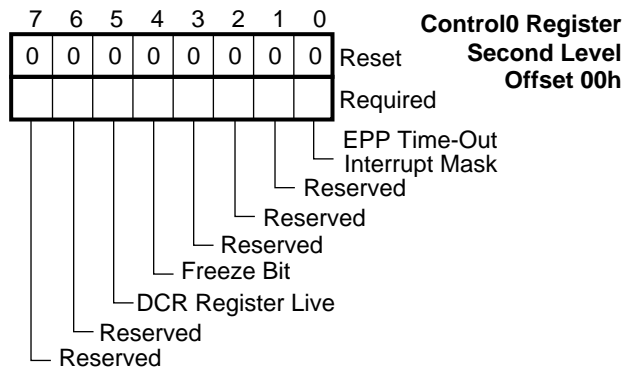 7 6 5 4 3 2 1 0
Control0 Register
0 0 0 0 0 0 0 0 Reset
Second Level
Offset 00h
Required
EPP Time-Out
Interrupt Mask
Reserved
Reserved
Reserved
Freeze Bit
DCR Register Live
Reserved
Reserved